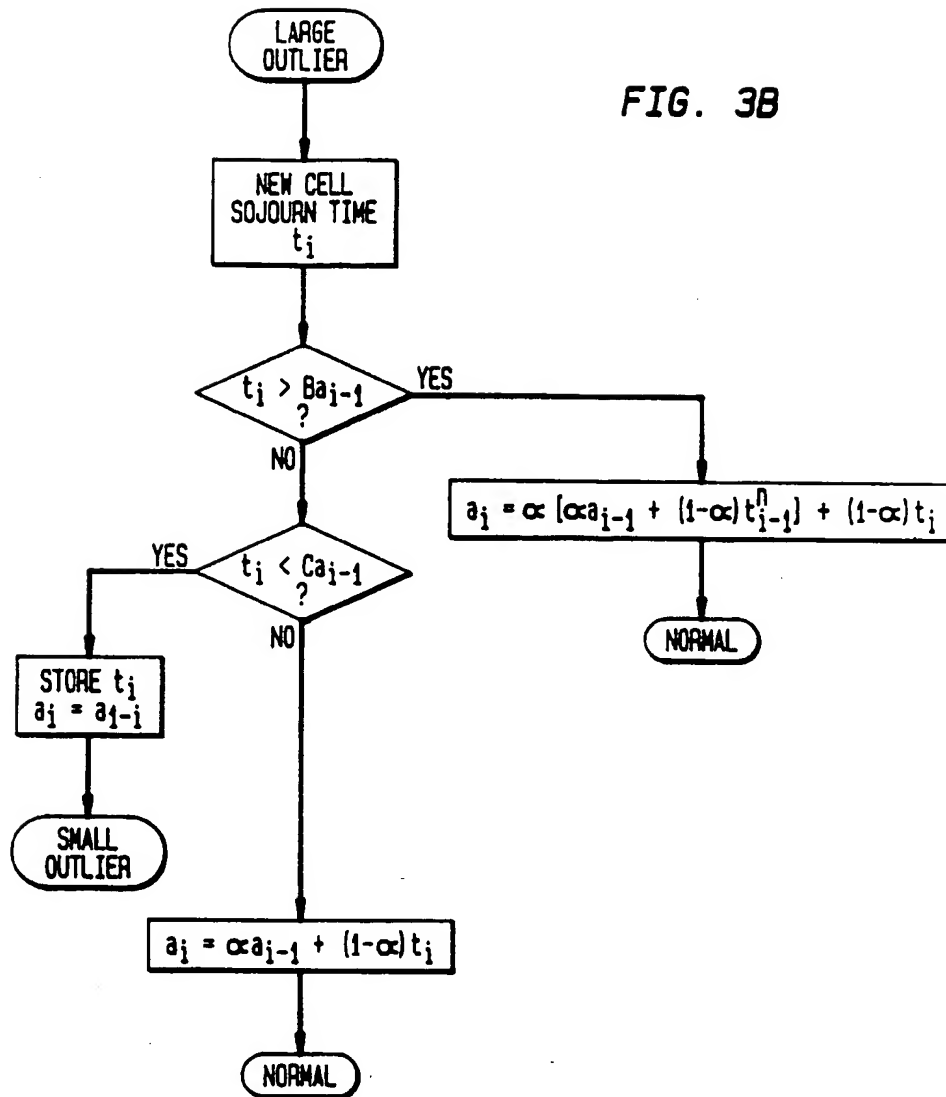 LARGE
OUTLIER
FIG. 3B
NEW CELL
SOJOURN TIME
tᵢ
tᵢ > Baᵢ₋₁
?
YES
NO
aᵢ = α [αaᵢ₋₁ + (1-α) tⁿᵢ₋₁] + (1-α) tᵢ
NORMAL
tᵢ < Caᵢ₋₁
?
YES
NO
STORE tᵢ
aᵢ = a₁₋ᵢ
SMALL
OUTLIER
aᵢ = αaᵢ₋₁ + (1-α) tᵢ
NORMAL